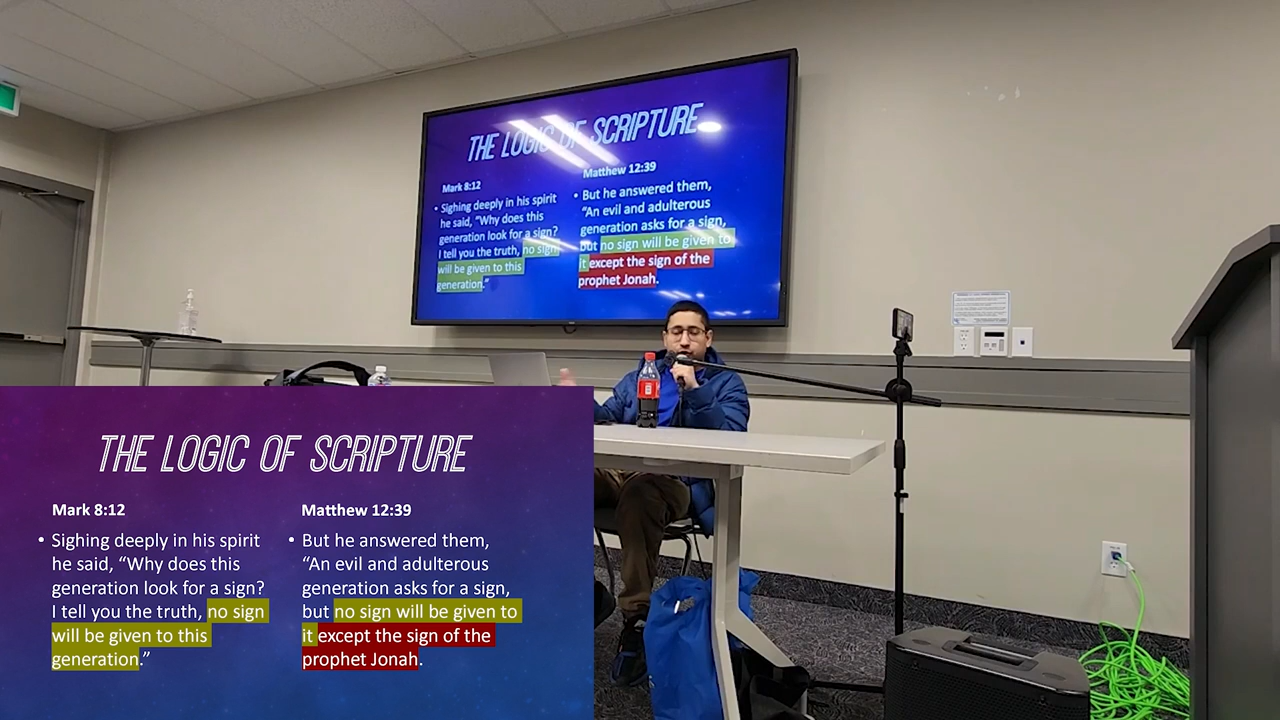 THE LOGIC OF SCRIPTURE
Mark 8:12
• Sighing deeply in his spirit
he said, “Why does this
generation look for a sign?
I tell you the truth, no sign
will be given to this
generation.”
Matthew 12:39
• But he answered them,
“An evil and adulterous
generation asks for a sign,
but no sign will be given to
it except the sign of the
prophet Jonah.
THE LOGIC OF SCRIPTURE
Mark 8:12
• Sighing deeply in his spirit
he said, “Why does this
generation look for a sign?
I tell you the truth, no sign
will be given to this
generation.”
Matthew 12:39
• But he answered them,
“An evil and adulterous
generation asks for a sign,
but no sign will be given to
it except the sign of the
prophet Jonah.